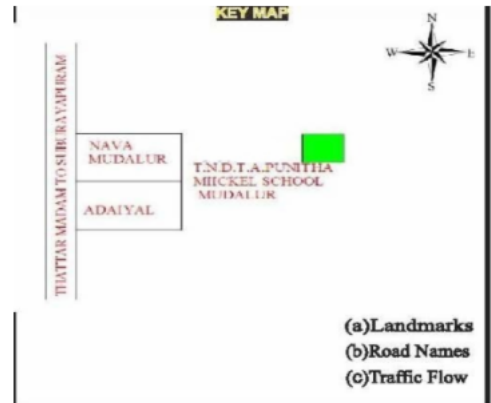 KEY MAP
N
W
E
S
THATTAR MADAM TO SUBURAYAPURAM
NAVA
MUDALUR
ADAIYAL
T.N.D.T.A.PUNITHA
MIICKEL SCHOOL
MUDALUR
(a)Landmarks
(b)Road Names
(c)Traffic Flow